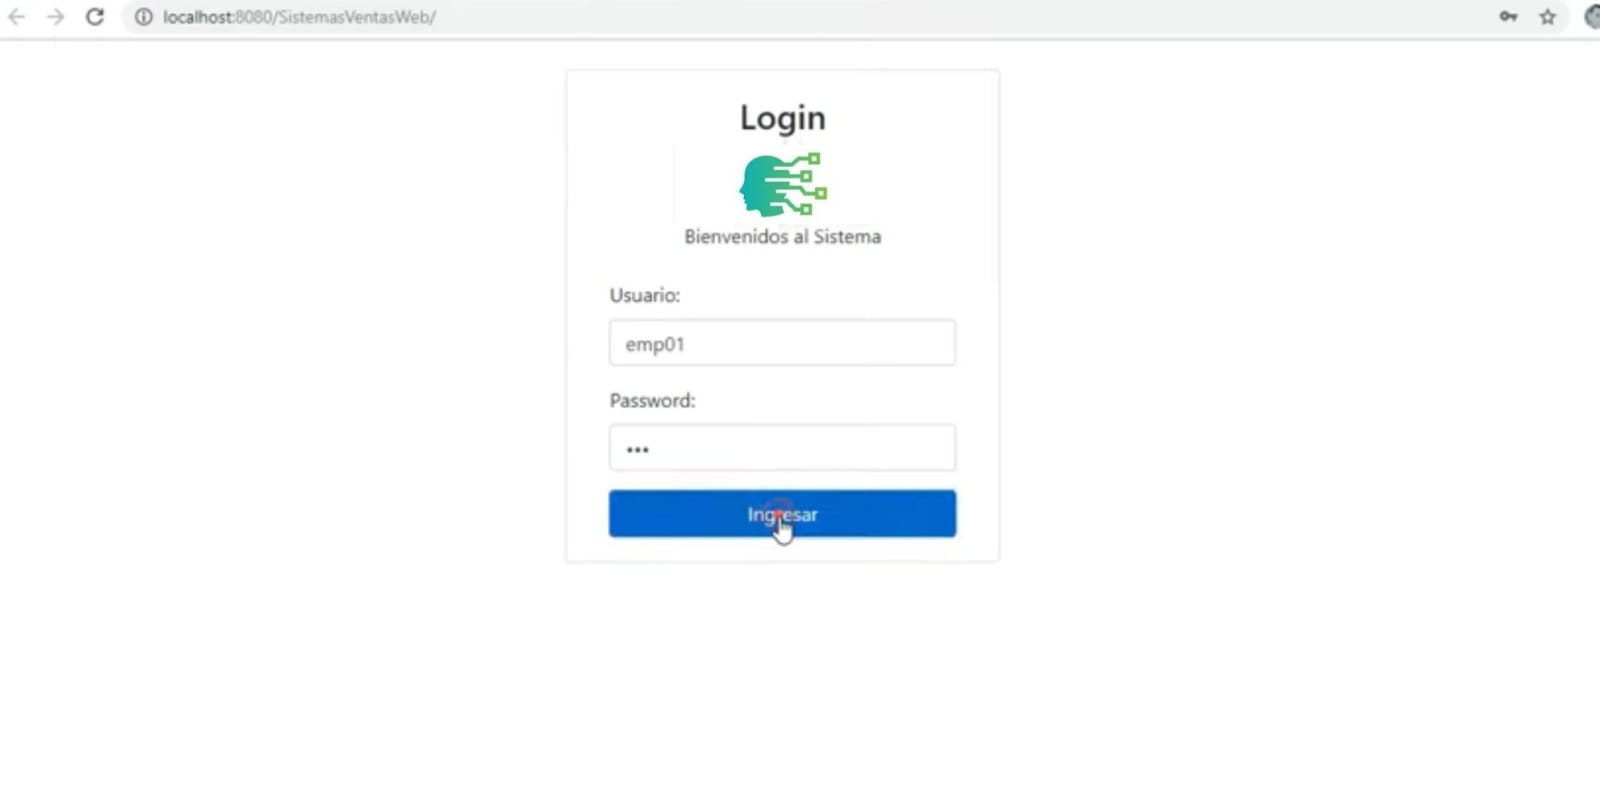 localhost:8080/SistemasVentasWeb/
Login
Bienvenidos al Sistema
Usuario:
emp01
Password:
•••
Ingresar